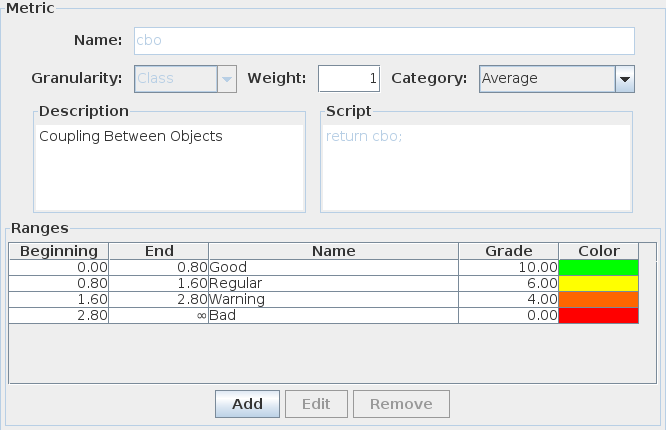 Metric
Name: cbo
Granularity: Class Weight: 1 Category: Average
Description Script
Coupling Between Objects return cbo;
Ranges
Beginning End Name Grade Color
0.00 0.80 Good 10.00
0.80 1.60 Regular 6.00
1.60 2.80 Warning 4.00
2.80 ∞ Bad 0.00
Add Edit Remove